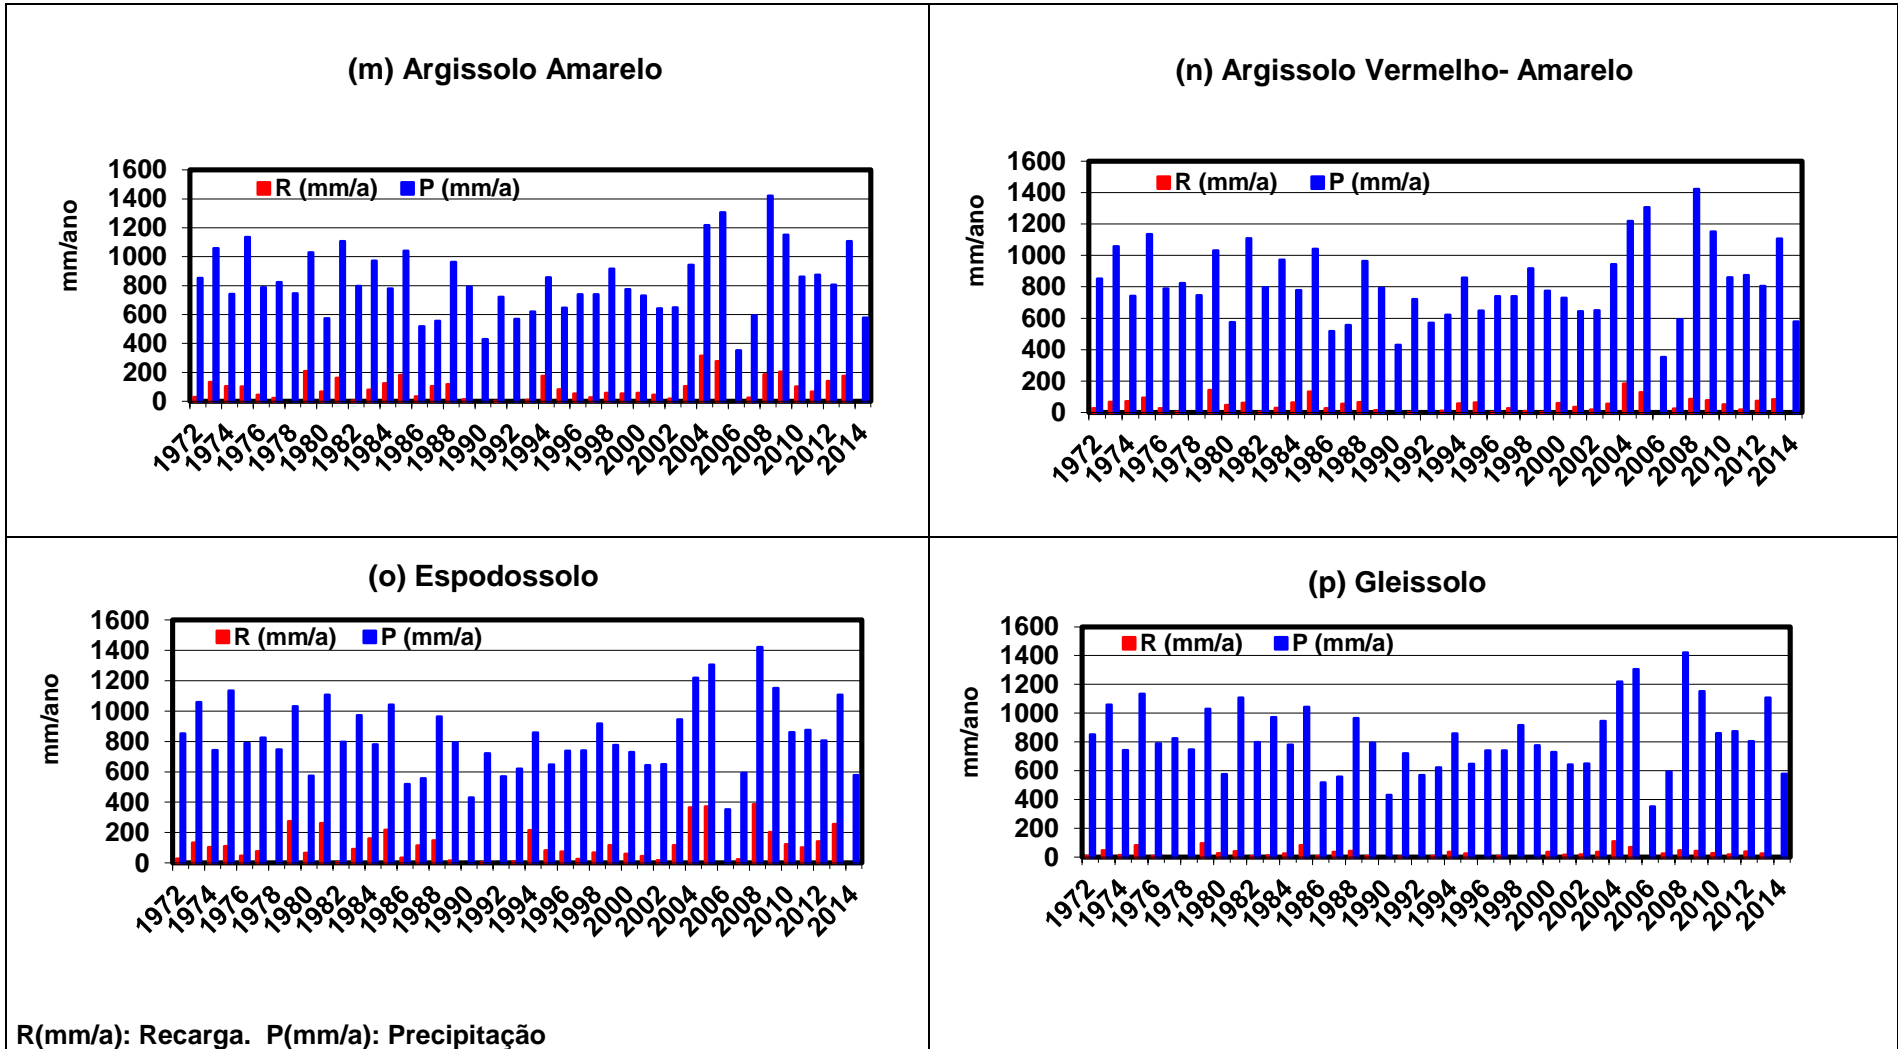 (m) Argissolo Amarelo
1600
1400
1200
1000
800
600
400
200
0
mm/ano
R (mm/a) P (mm/a)
1972 1974 1976 1978 1980 1982 1984 1986 1988 1990 1992 1994 1996 1998 2000 2002 2004 2006 2008 2010 2012 2014
(n) Argissolo Vermelho- Amarelo
1600
1400
1200
1000
800
600
400
200
0
mm/ano
R (mm/a) P (mm/a)
1972 1974 1976 1978 1980 1982 1984 1986 1988 1990 1992 1994 1996 1998 2000 2002 2004 2006 2008 2010 2012 2014
(o) Espodossolo
1600
1400
1200
1000
800
600
400
200
0
mm/ano
R (mm/a) P (mm/a)
1972 1974 1976 1978 1980 1982 1984 1986 1988 1990 1992 1994 1996 1998 2000 2002 2004 2006 2008 2010 2012 2014
R(mm/a): Recarga. P(mm/a): Precipitação
(p) Gleissolo
1600
1400
1200
1000
800
600
400
200
0
mm/ano
R (mm/a) P (mm/a)
1972 1974 1976 1978 1980 1982 1984 1986 1988 1990 1992 1994 1996 1998 2000 2002 2004 2006 2008 2010 2012 2014